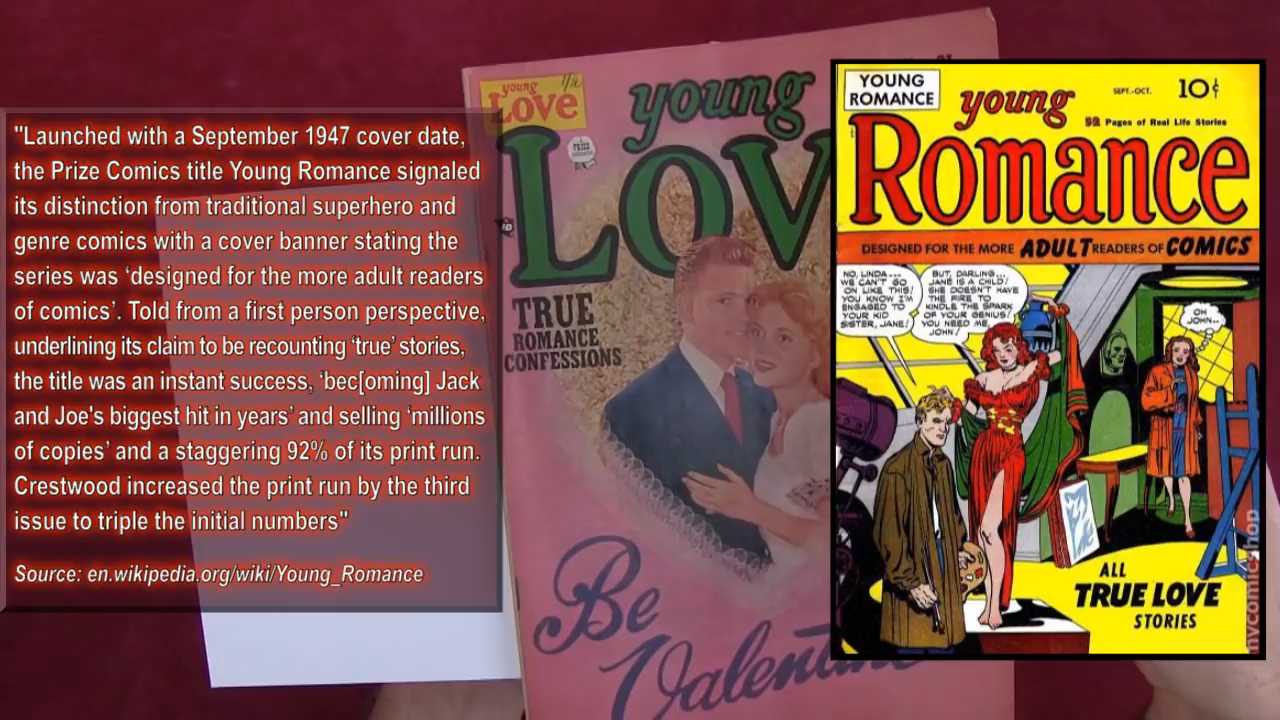 "Launched with a September 1947 cover date,
the Prize Comics title Young Romance signaled
its distinction from traditional superhero and
genre comics with a cover banner stating the
series was ‘designed for the more adult readers
of comics’. Told from a first person perspective,
underlining its claim to be recounting ‘true’ stories,
the title was an instant success, ‘bec[oming] Jack
and Joe's biggest hit in years’ and selling ‘millions
of copies’ and a staggering 92% of its print run.
Crestwood increased the print run by the third
issue to triple the initial numbers"
Source: en.wikipedia.org/wiki/Young_Romance
young
Love
PRIZE
young
LOV
TRUE
ROMANCE
CONFESSIONS
Be
Valentine
YOUNG
ROMANCE
SEPT.-OCT.
10¢
young
52 Pages of Real Life Stories
Romance
DESIGNED FOR THE MORE ADULT READERS OF COMICS
NO, LINDA...
WE CAN'T GO
ON LIKE THIS!
YOU KNOW I'M
ENGAGED TO
YOUR KID
SISTER, JANE!
BUT, DARLING...
JANE IS A CHILD!
SHE DOESN'T HAVE
THE FIRE TO
KINDLE THE SPARK
OF YOUR GENIUS!
YOU NEED ME,
JOHN!
OH
JOHN...
ALL
TRUE LOVE
STORIES
mycomicshop